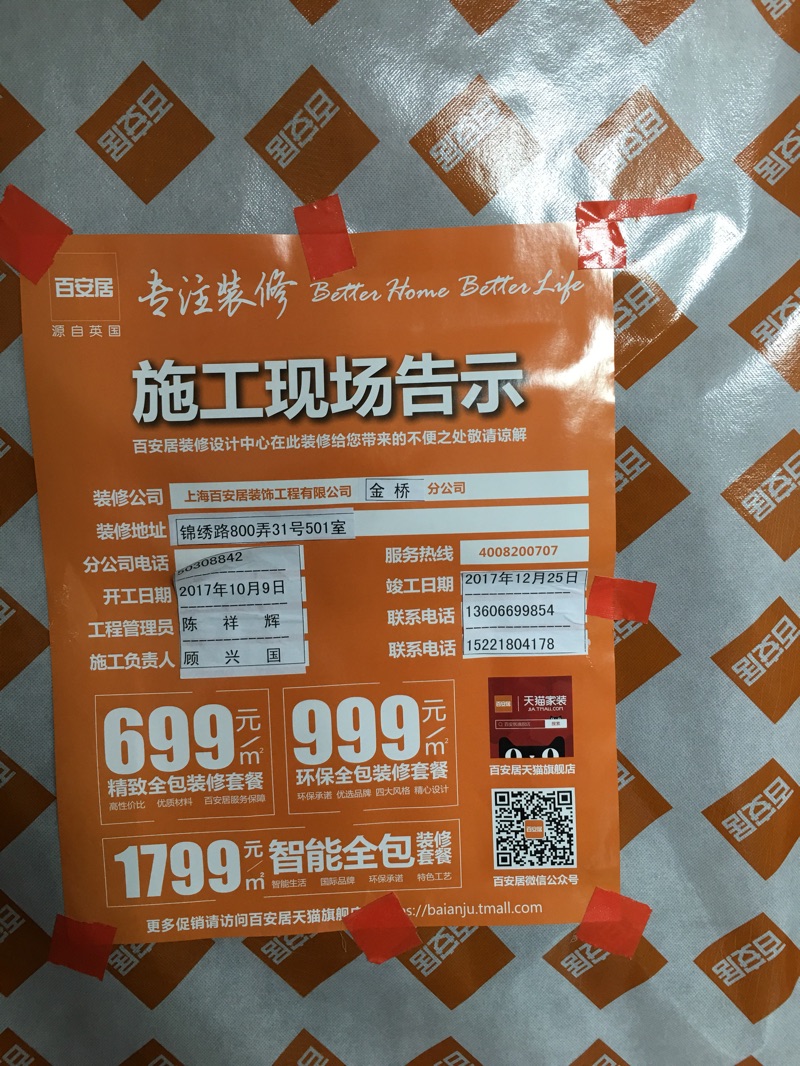 百安居
源自英国
专注装修 Better Home Better Life
施工现场告示
百安居装修设计中心在此装修给您带来的不便之处敬请谅解
装修公司 上海百安居装饰工程有限公司 金桥 分公司
装修地址 锦绣路800弄31号501室
分公司电话 50308842 服务热线 4008200707
开工日期 2017年10月9日 竣工日期 2017年12月25日
工程管理员 陈祥辉 联系电话 13606699854
施工负责人 顾兴国 联系电话 15221804178
699元/m²
精致全包装修套餐
高性价比 优质材料 百安居服务保障
999元/m²
环保全包装修套餐
环保承诺 优选品牌 四大风格 精心设计
百安居 天猫家装
JIA.TMALL.COM
搜索
百安居天猫旗舰店
1799元/m² 智能全包装修套餐
智能生活 国际品牌 环保承诺 特色工艺
百安居
百安居微信公众号
更多促销请访问百安居天猫旗舰 s://baianju.tmall.com